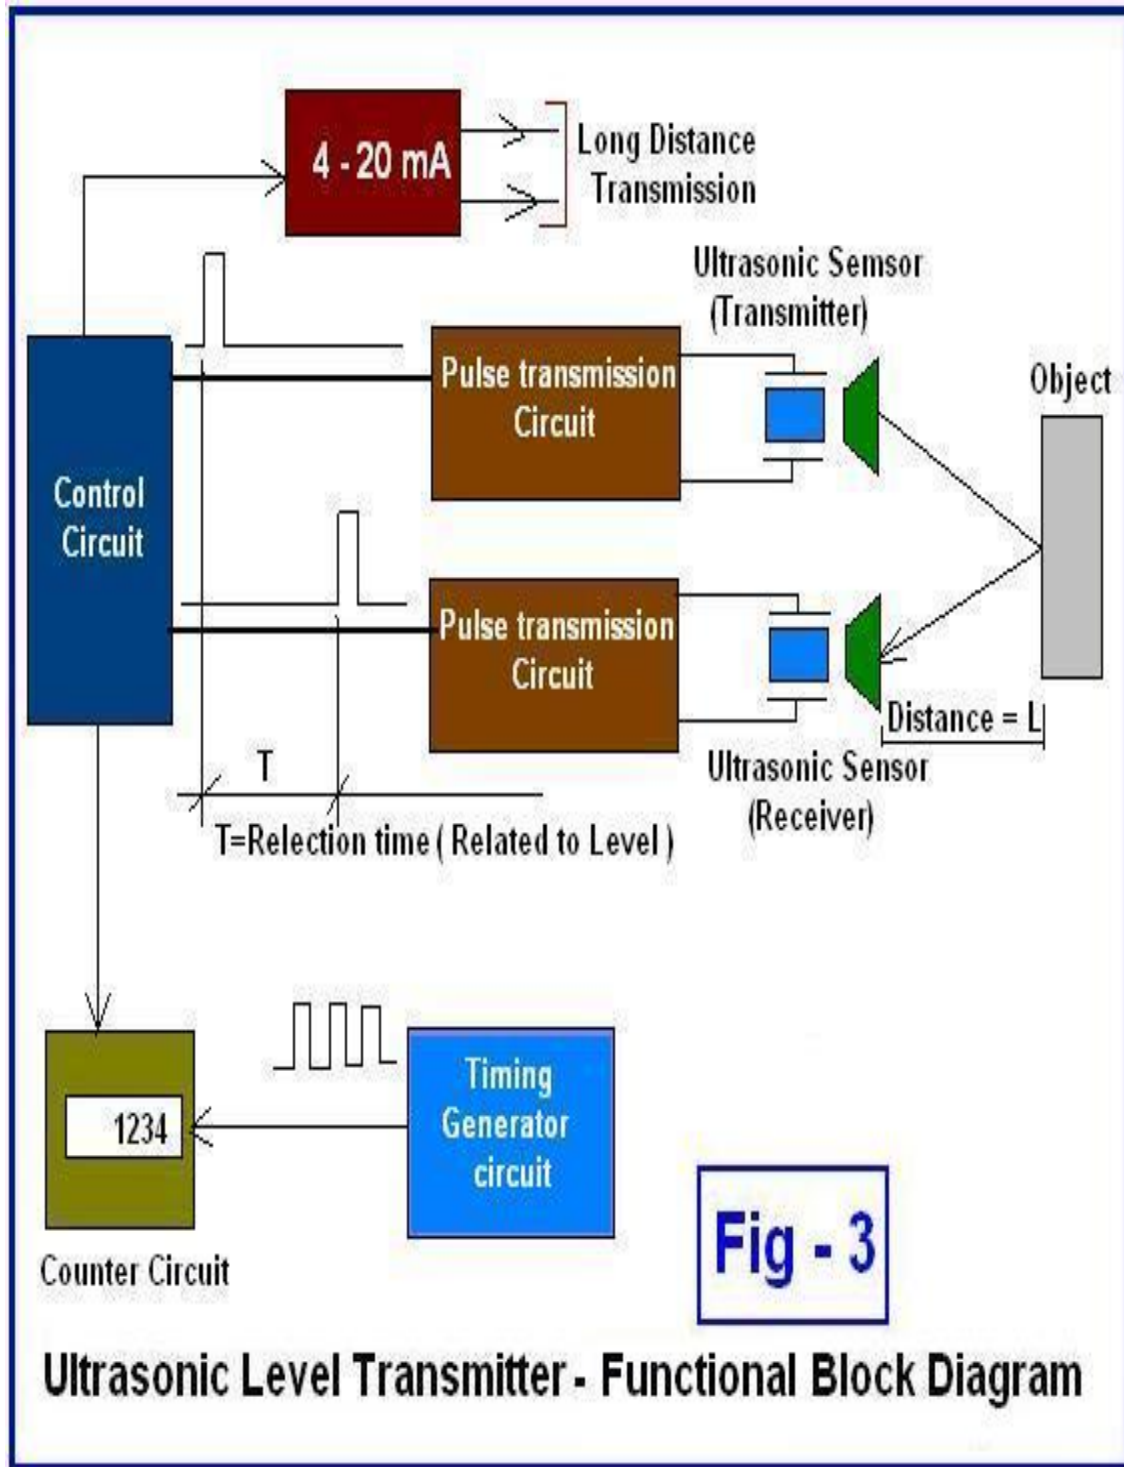 4 - 20 mA
Long Distance
Transmission
Ultrasonic Semsor
(Transmitter)
Pulse transmission
Circuit
Object
Control
Circuit
Pulse transmission
Circuit
Distance = L
Ultrasonic Sensor
(Receiver)
T
T=Relection time ( Related to Level )
1234
Timing
Generator
circuit
Counter Circuit
Fig - 3
Ultrasonic Level Transmitter - Functional Block Diagram